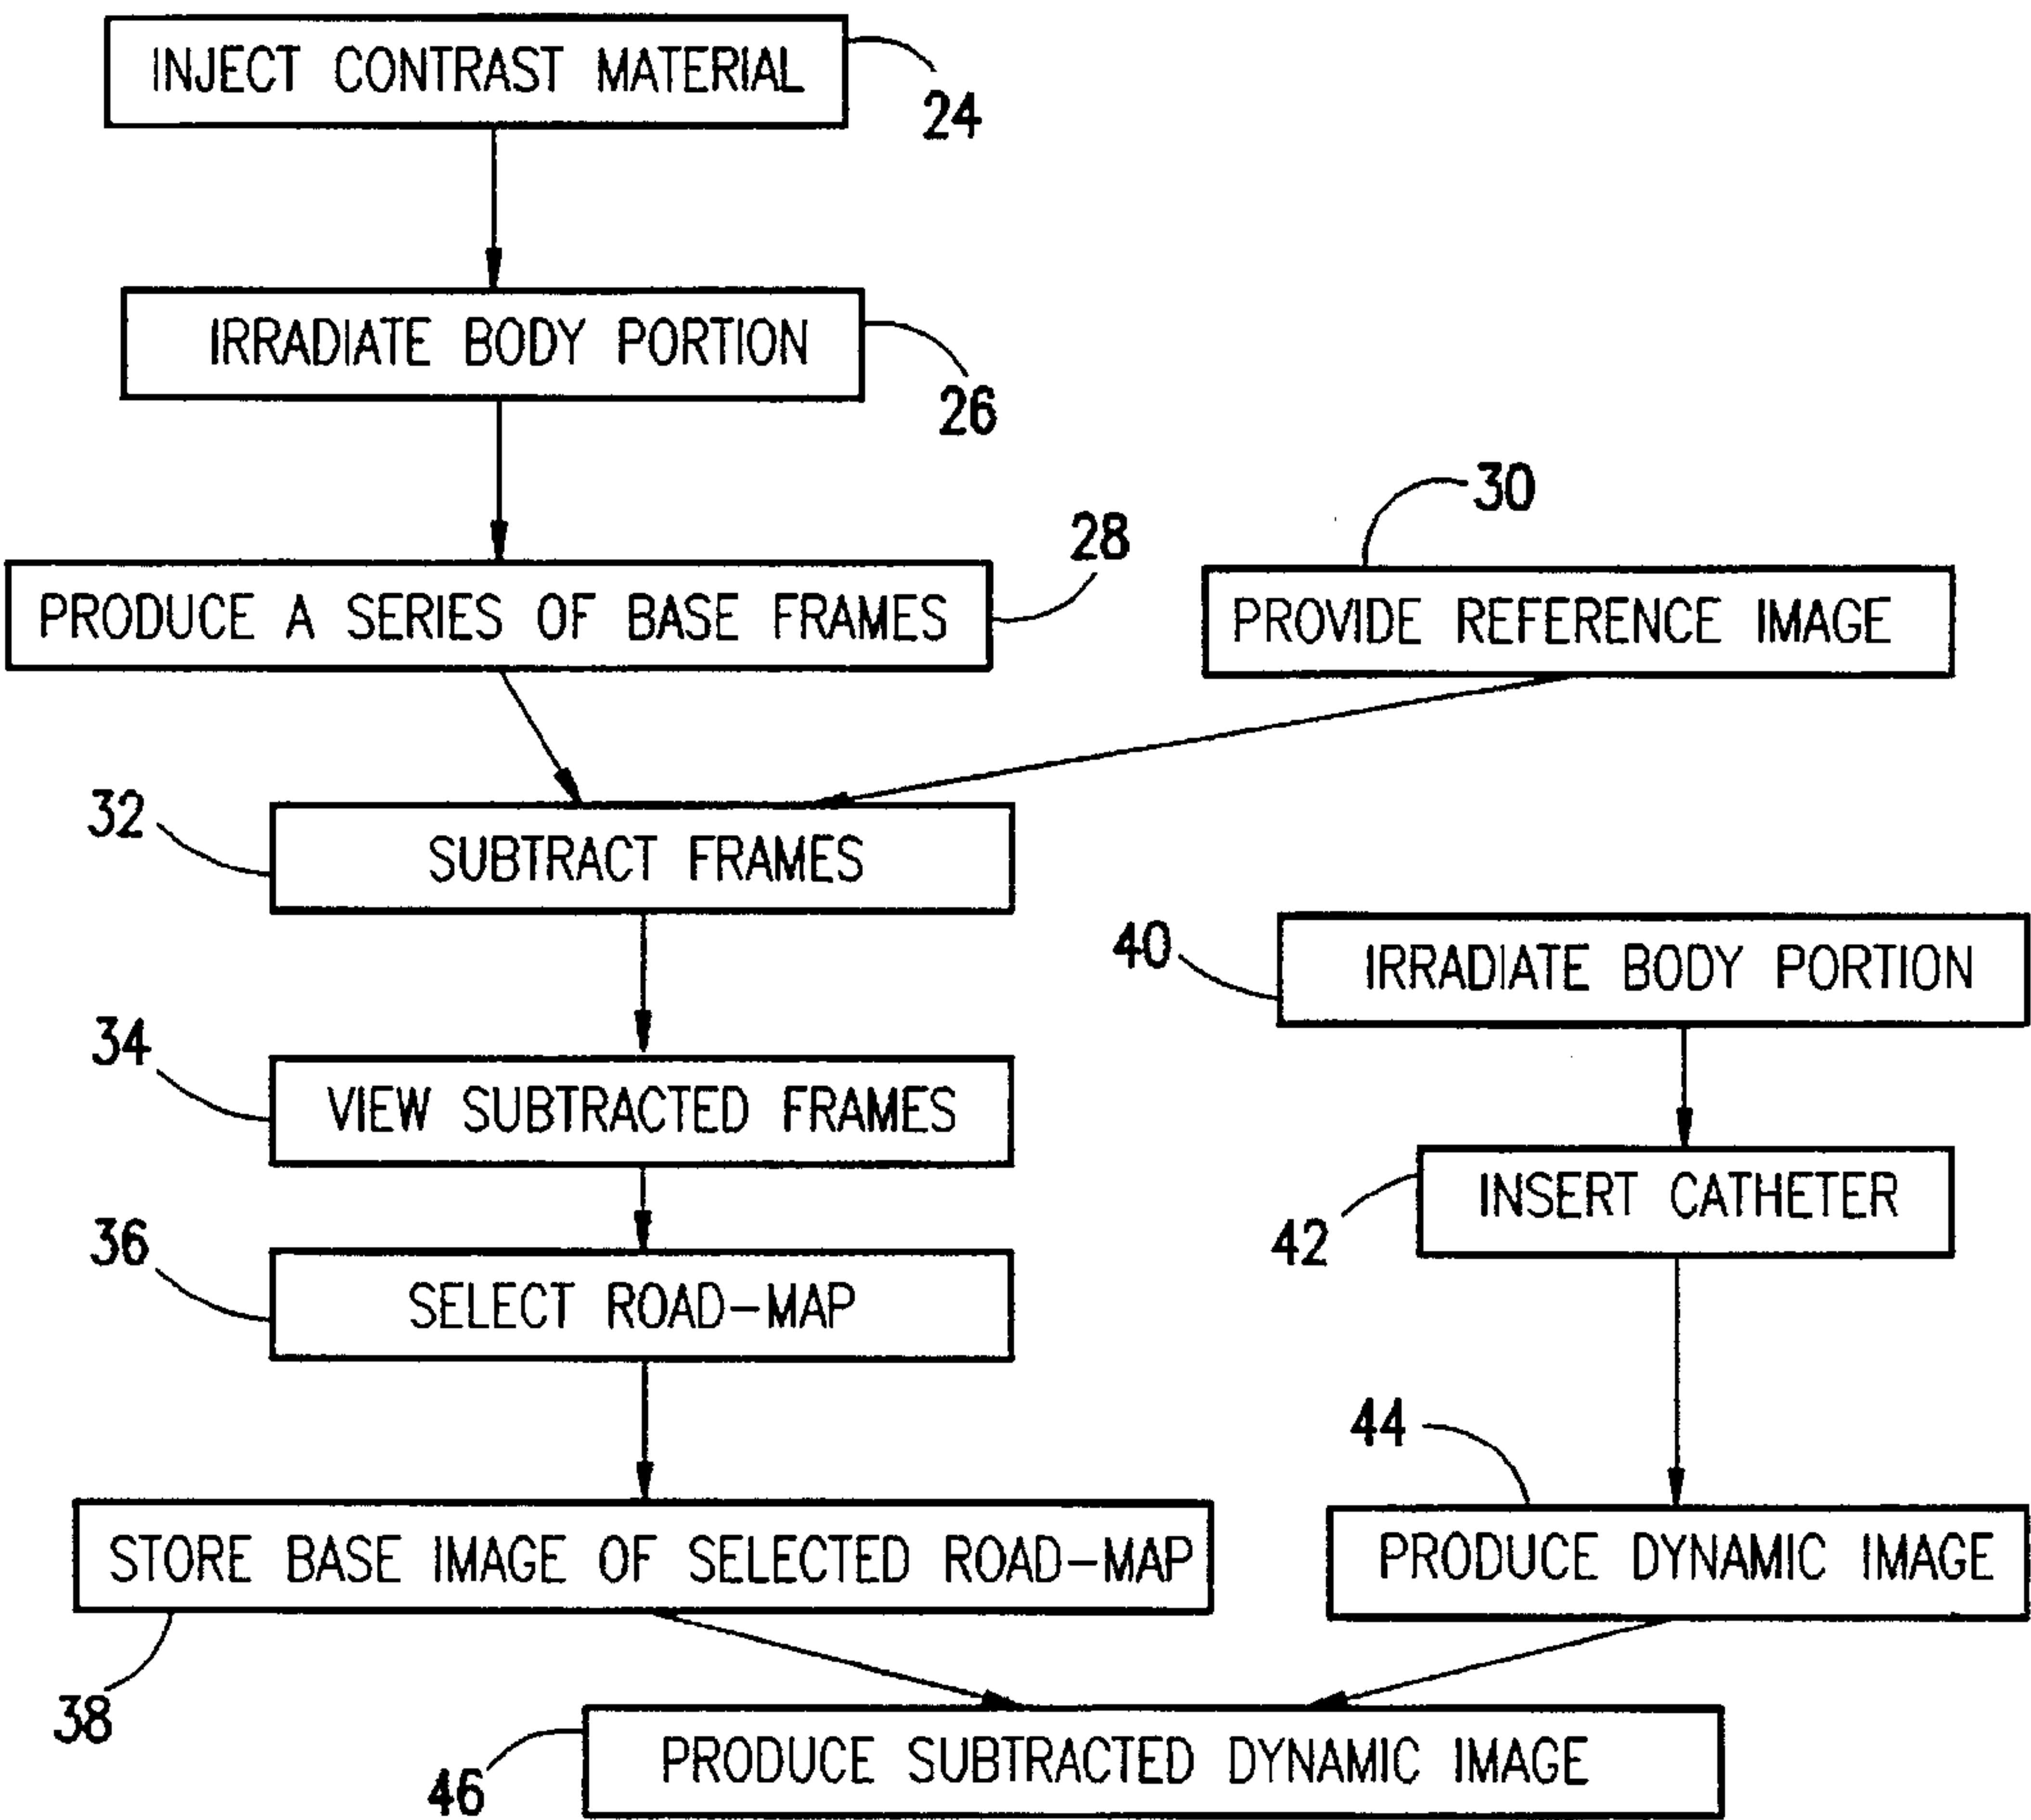 INJECT CONTRAST MATERIAL
24
IRRADIATE BODY PORTION
26
PRODUCE A SERIES OF BASE FRAMES
28
30
PROVIDE REFERENCE IMAGE
32
SUBTRACT FRAMES
40
IRRADIATE BODY PORTION
34
VIEW SUBTRACTED FRAMES
INSERT CATHETER
42
36
SELECT ROAD-MAP
44
STORE BASE IMAGE OF SELECTED ROAD-MAP
PRODUCE DYNAMIC IMAGE
38
46
PRODUCE SUBTRACTED DYNAMIC IMAGE